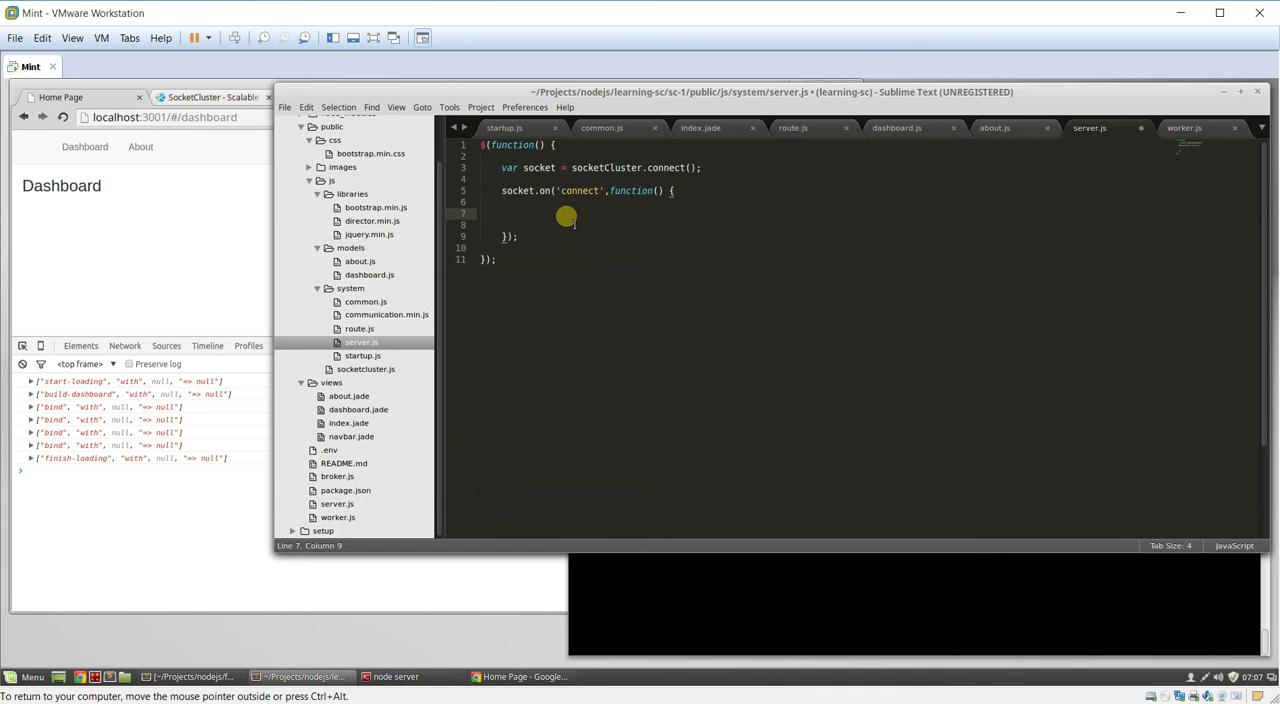 Mint - VMware Workstation
File Edit View VM Tabs Help
Mint
Home Page
SocketCluster - Scalable
localhost:3001/#/dashboard
Dashboard About
Dashboard
Elements Network Sources Timeline Profiles
<top frame> Preserve log
["start-loading", "with", null, "=> null"]
["build-dashboard", "with", null, "=> null"]
["bind", "with", null, "=> null"]
["bind", "with", null, "=> null"]
["bind", "with", null, "=> null"]
["bind", "with", null, "=> null"]
["finish-loading", "with", null, "=> null"]
>
~/Projects/nodejs/learning-sc/sc-1/public/js/system/server.js • (learning-sc) - Sublime Text (UNREGISTERED)
File Edit Selection Find View Goto Tools Project Preferences Help
public
css
bootstrap.min.css
images
js
libraries
bootstrap.min.js
director.min.js
jquery.min.js
models
about.js
dashboard.js
system
common.js
communication.min.js
route.js
server.js
startup.js
socketcluster.js
views
about.jade
dashboard.jade
index.jade
navbar.jade
.env
README.md
broker.js
package.json
server.js
worker.js
setup
startup.js common.js index.jade route.js dashboard.js about.js server.js worker.js
1 $(function() {
2
3 var socket = socketCluster.connect();
4
5 socket.on('connect',function() {
6
7
8
9 });
10
11 });
Line 7, Column 9
Tab Size: 4 JavaScript
Menu
[~/Projects/nodejs/f...
~/Projects/nodejs/le...
node server
Home Page - Google...
07:07
To return to your computer, move the mouse pointer outside or press Ctrl+Alt.